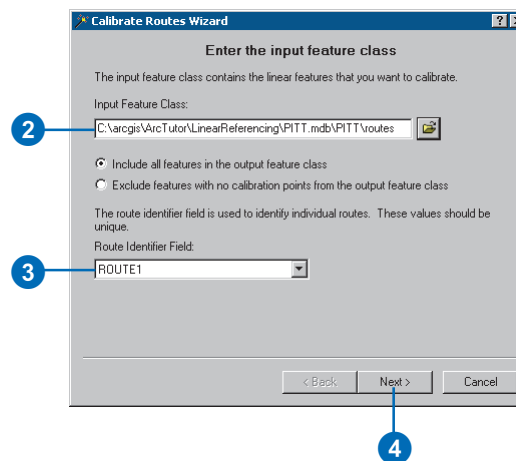 Calibrate Routes Wizard
Enter the input feature class
The input feature class contains the linear features that you want to calibrate.
Input Feature Class:
2
C:\arcgis\ArcTutor\LinearReferencing\PITT.mdb\PITT\routes
Include all features in the output feature class
Exclude features with no calibration points from the output feature class
The route identifier field is used to identify individual routes. These values should be
unique.
Route Identifier Field:
3
ROUTE1
< Back
Next >
Cancel
4